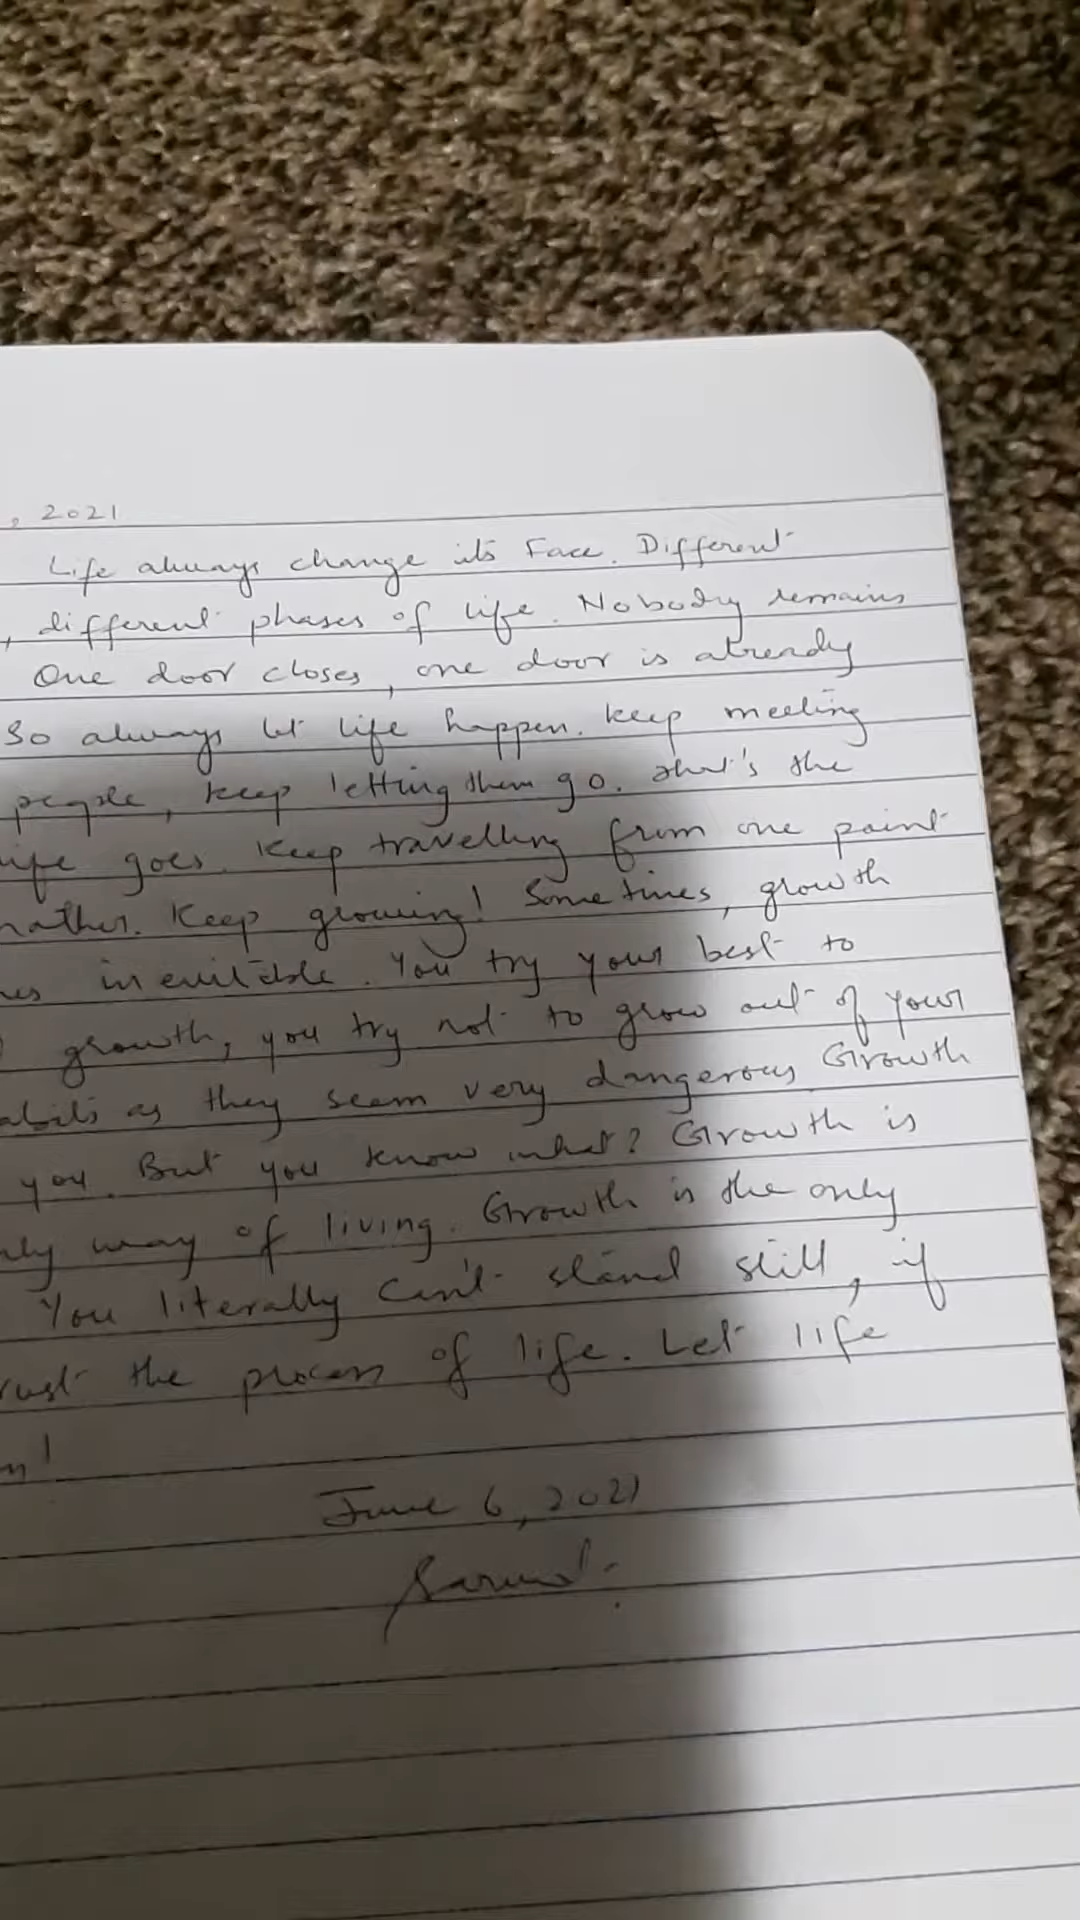 , 2021
Life always change its Face. Different
, different phases of life. Nobody remains
One door closes, one door is already
So always let life happen. Keep meeting
people, keep letting them go. that's the
life goes. Keep travelling from one point
nather. Keep growing! Sometimes, growth
inevitable. You try your best to
growth, you try not to grow out of your
as they seem very dangerous. Growth
you. But you know what? Growth is
nly way of living. Growth is the only
You literally can't stand still, if
rust the process of life. Let life
n!
June 6, 2021